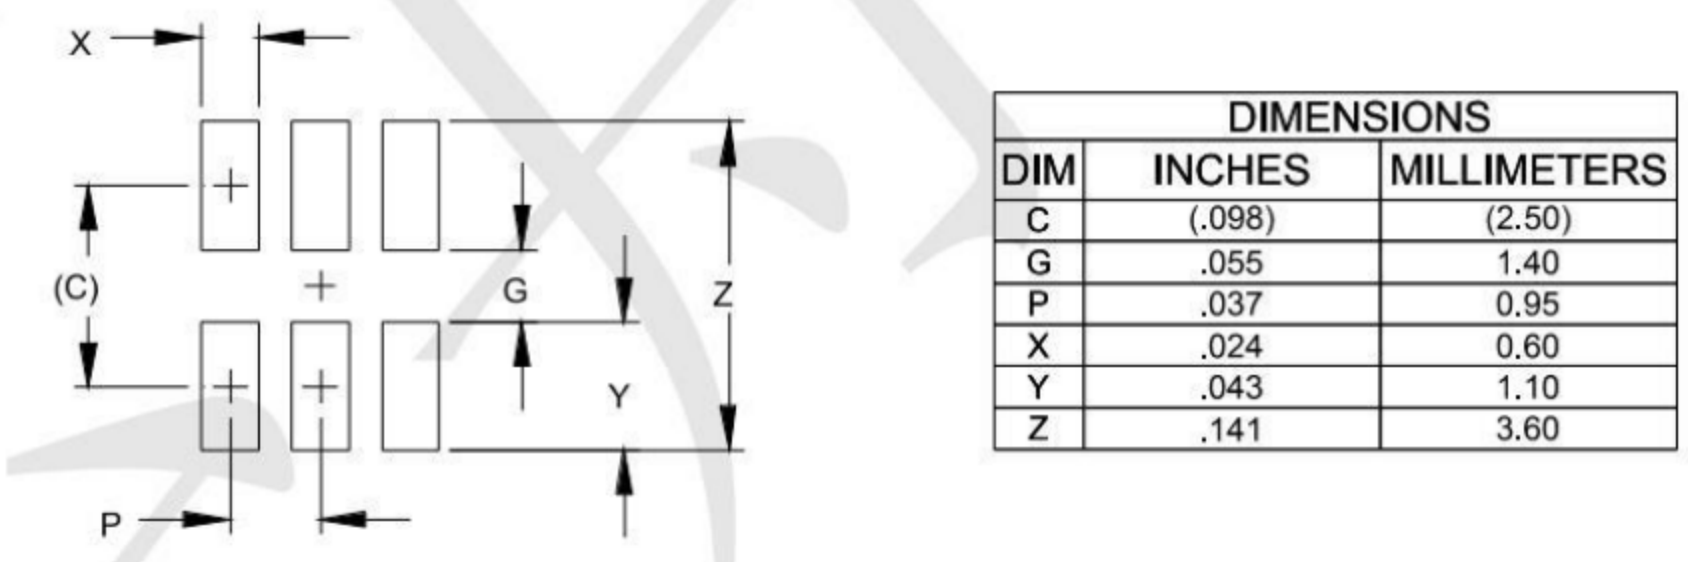 X
(C)
G
Y
Z
P
DIMENSIONS
DIM INCHES MILLIMETERS
C (.098) (2.50)
G .055 1.40
P .037 0.95
X .024 0.60
Y .043 1.10
Z .141 3.60